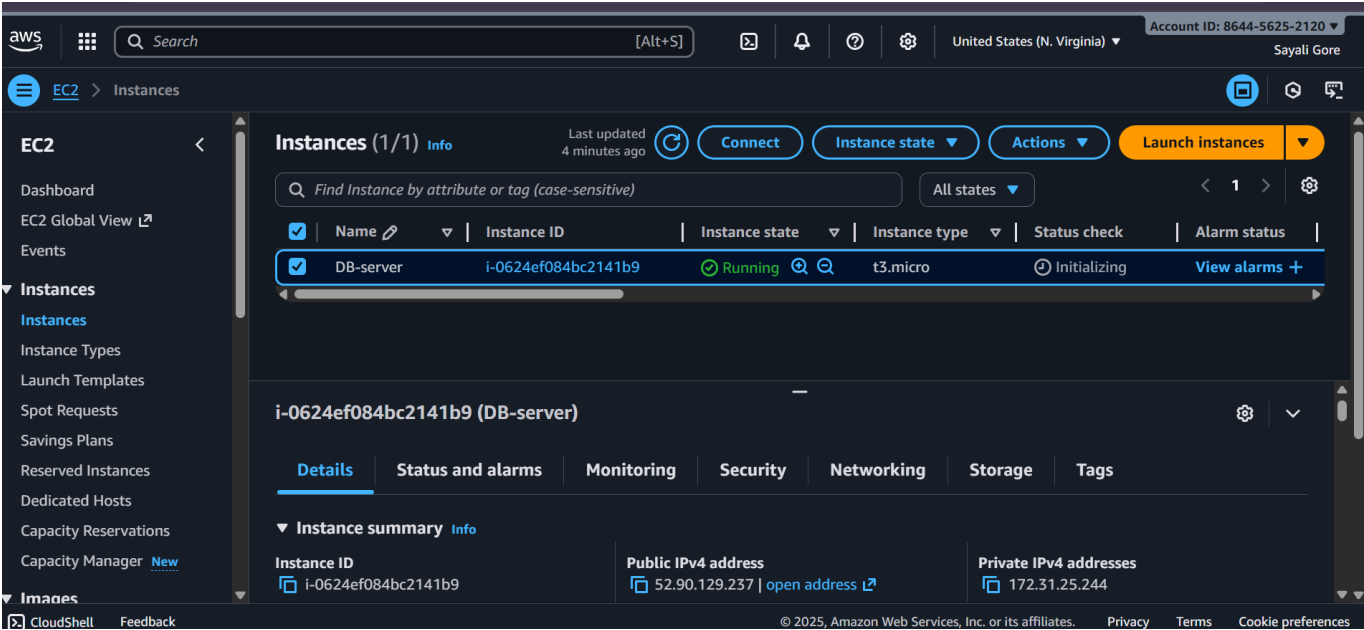 aws
Search [Alt+S]
United States (N. Virginia)
Account ID: 8644-5625-2120
Sayali Gore
EC2 > Instances
EC2
Dashboard
EC2 Global View
Events
Instances
Instances
Instance Types
Launch Templates
Spot Requests
Savings Plans
Reserved Instances
Dedicated Hosts
Capacity Reservations
Capacity Manager New
Images
Instances (1/1) Info
Last updated
4 minutes ago
Connect
Instance state
Actions
Launch instances
Find Instance by attribute or tag (case-sensitive)
All states
1
Name Instance ID Instance state Instance type Status check Alarm status
DB-server i-0624ef084bc2141b9 Running t3.micro Initializing View alarms +
i-0624ef084bc2141b9 (DB-server)
Details Status and alarms Monitoring Security Networking Storage Tags
Instance summary Info
Instance ID Public IPv4 address Private IPv4 addresses
i-0624ef084bc2141b9 52.90.129.237 | open address 172.31.25.244
CloudShell Feedback © 2025, Amazon Web Services, Inc. or its affiliates. Privacy Terms Cookie preferences